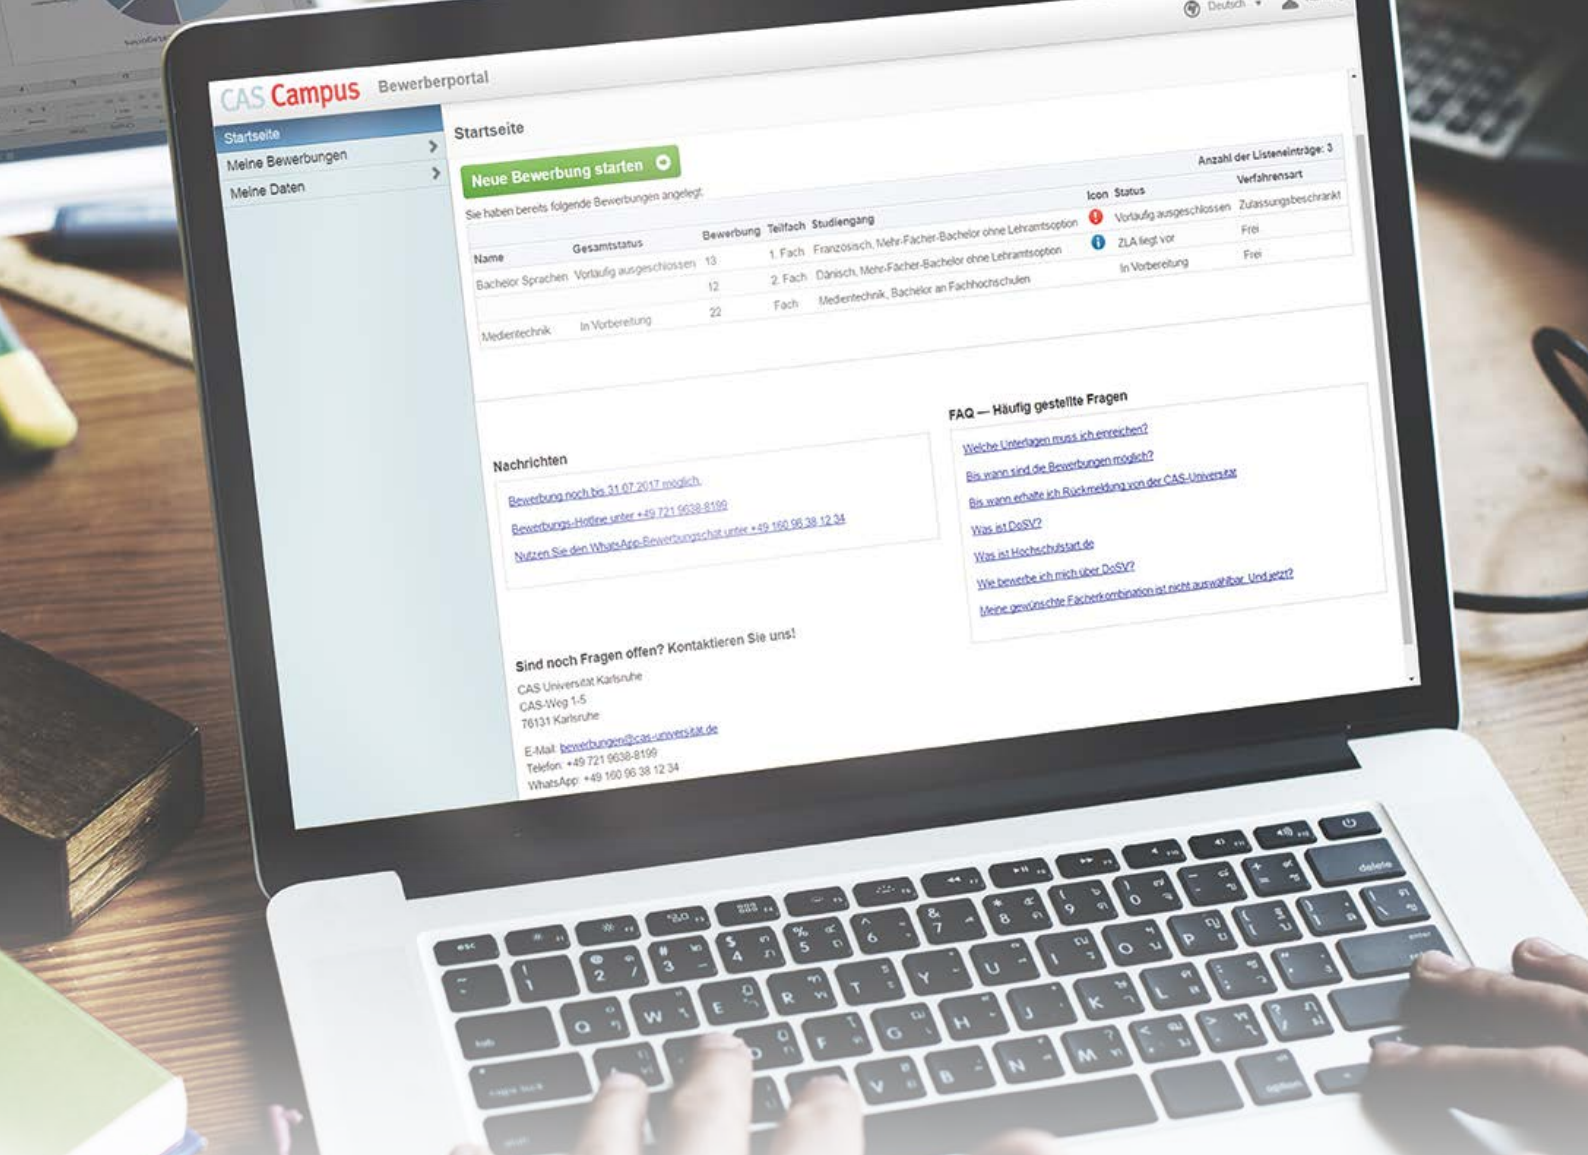 Deutsch
CAS Campus Bewerberportal
Startseite
Meine Bewerbungen
Meine Daten
Startseite
Neue Bewerbung starten
Sie haben bereits folgende Bewerbungen angelegt.
Anzahl der Listeneinträge: 3
Name Gesamtstatus Bewerbung Teilfach Studiengang Icon Status Verfahrensart
Bachelor Sprachen Vorläufig ausgeschlossen 13 1. Fach Französisch, Mehr-Fächer-Bachelor ohne Lehramtsoption Vorläufig ausgeschlossen Zulassungsbeschränkt
12 2. Fach Dänisch, Mehr-Fächer-Bachelor ohne Lehramtsoption ZLA liegt vor Frei
Medientechnik In Vorbereitung 22 Fach Medientechnik, Bachelor an Fachhochschulen In Vorbereitung Frei
Nachrichten
Bewerbung noch bis 31.07.2017 möglich.
Bewerbungs-Hotline unter +49 721 9638-8199
Nutzen Sie den WhatsApp-Bewerbungschat unter +49 160 96 38 12 34
FAQ — Häufig gestellte Fragen
Welche Unterlagen muss ich einreichen?
Bis wann sind die Bewerbungen möglich?
Bis wann erhalte ich Rückmeldung von der CAS-Universität
Was ist DoSV?
Was ist Hochschulstart.de
Wie bewerbe ich mich über DoSV?
Meine gewünschte Fächerkombination ist nicht auswählbar. Und jetzt?
Sind noch Fragen offen? Kontaktieren Sie uns!
CAS Universität Karlsruhe
CAS-Weg 1-5
76131 Karlsruhe
E-Mail: bewerbungen@cas-universität.de
Telefon: +49 721 9638-8199
WhatsApp: +49 160 96 38 12 34
esc
delete
tab
Q W E R T Y U I O P
enter
caps lock
F G H J K L
V B N M
option